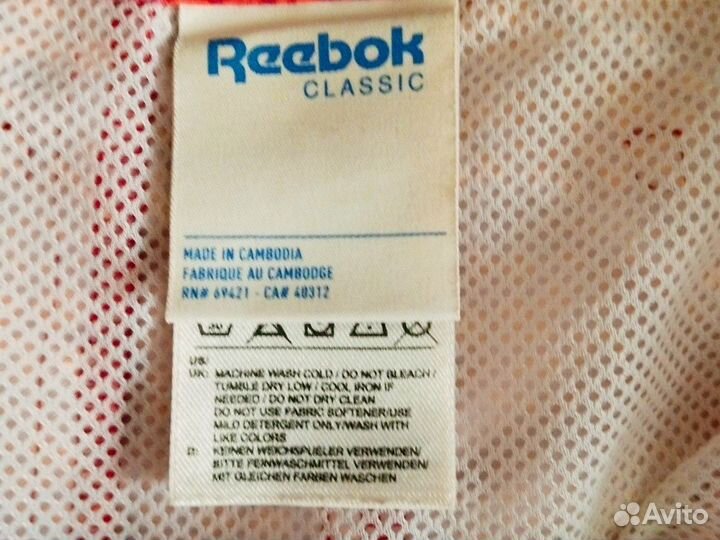 Reebok
CLASSIC
MADE IN CAMBODIA
FABRIQUE AU CAMBODGE
RN# 69421 - CA# 40312
US/
UK: MACHINE WASH COLD / DO NOT BLEACH /
TUMBLE DRY LOW / COOL IRON IF
NEEDED / DO NOT DRY CLEAN
DO NOT USE FABRIC SOFTENER/USE
MILD DETERGENT ONLY/WASH WITH
LIKE COLORS
D: KEINEN WEICHSPUELER VERWENDEN/
BITTE FEINWASCHMITTEL VERWENDEN/
MIT GLEICHEN FARBEN WASCHEN
Avito